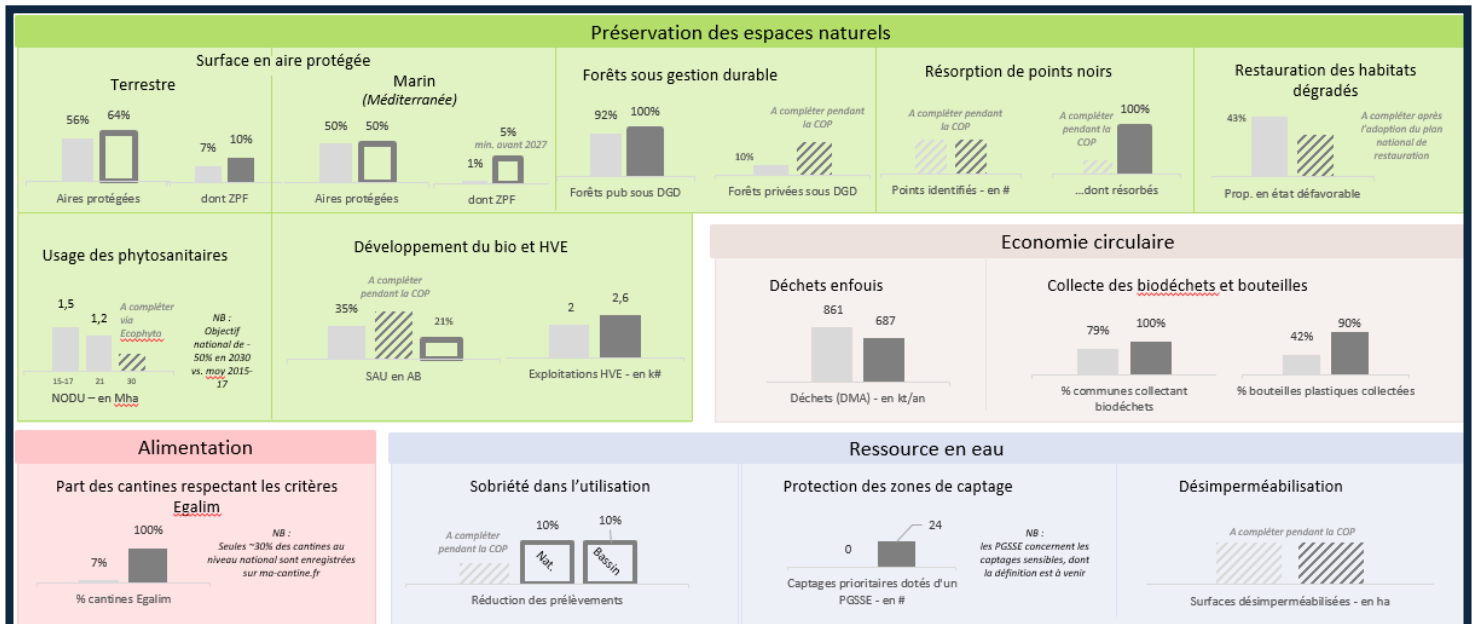 Préservation des espaces naturels
Surface en aire protégée
Terrestre
56%
64%
Aires protégées
7%
10%
dont ZPF
Marin
(Méditerranée)
50%
50%
Aires protégées
1%
5%
min. avant 2027
dont ZPF
Forêts sous gestion durable
92%
100%
Forêts pub sous DGD
A compléter pendant
la COP
10%
Forêts privées sous DGD
Résorption de points noirs
A compléter pendant
la COP
Points identifiés - en #
A compléter
pendant la
COP
100%
...dont résorbés
Restauration des habitats
dégradés
43%
A compléter après
l'adoption du plan
national de
restauration
Prop. en état défavorable
Usage des phytosanitaires
1,5
1,2
A compléter
via
Ecophyto
15-17
21
30
NODU – en Mha
NB :
Objectif
national de -
50% en 2030
vs. moy 2015-
17
Développement du bio et HVE
A compléter
pendant la COP
35%
21%
SAU en AB
2
2,6
Exploitations HVE - en k#
Economie circulaire
Déchets enfouis
861
687
Déchets (DMA) - en kt/an
Collecte des biodéchets et bouteilles
79%
100%
% communes collectant
biodéchets
42%
90%
% bouteilles plastiques collectées
Alimentation
Part des cantines respectant les critères
Egalim
7%
100%
% cantines Egalim
NB :
Seules ~30% des cantines au
niveau national sont enregistrées
sur ma-cantine.fr
Ressource en eau
Sobriété dans l'utilisation
A compléter
pendant la COP
10%
10%
Nat.
Bassin
Réduction des prélèvements
Protection des zones de captage
0
24
Captages prioritaires dotés d'un
PGSSE - en #
NB :
les PGSSE concernent les
captages sensibles, dont
la définition est à venir
Désimperméabilisation
A compléter pendant la COP
Surfaces désimperméabilisées - en ha